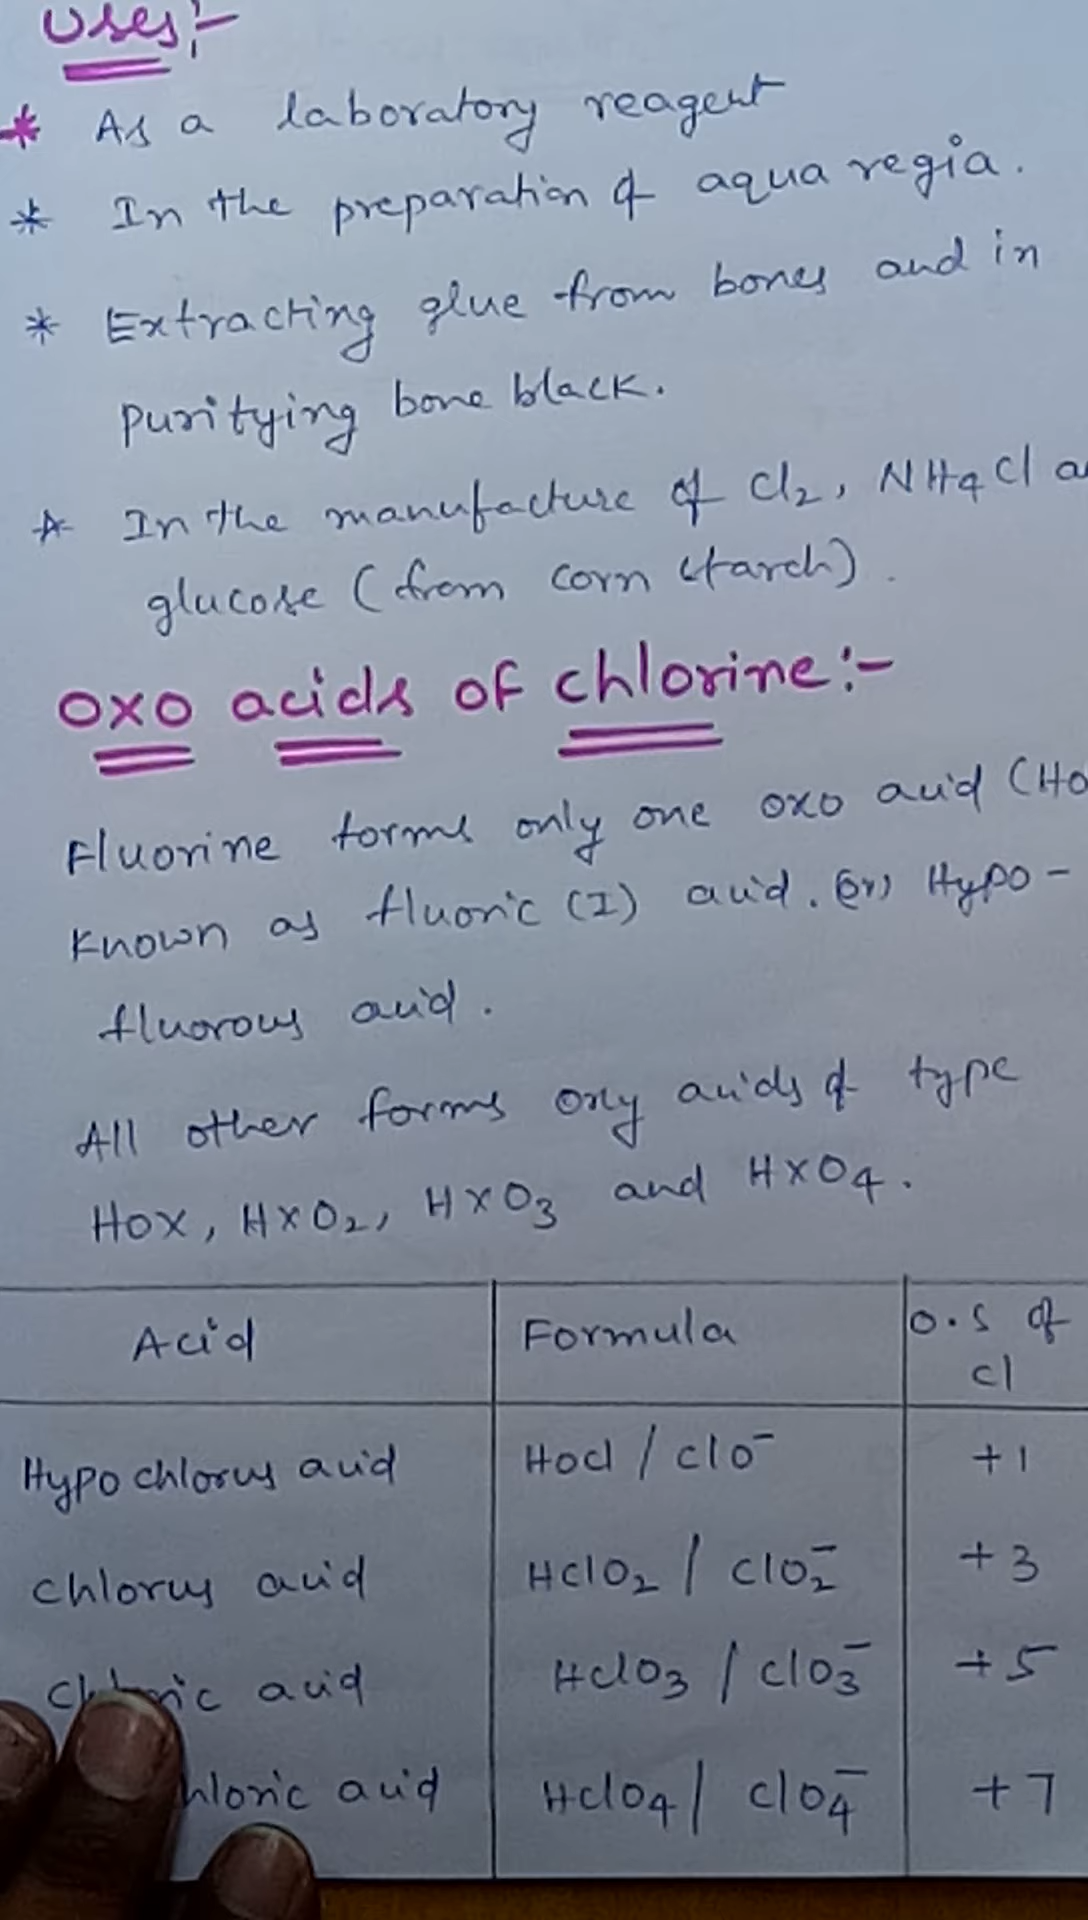 Uses:-
* As a laboratory reagent
* In the preparation of aqua regia.
* Extracting glue from bones and in
purifying bone black.
* In the manufacture of Cl₂, NH₄Cl a
glucose (from corn starch).
Oxo acids of chlorine:-
Fluorine forms only one oxo acid (HO
Known as fluoric (I) acid. (or) Hypo-
fluorous acid.
All other forms only acids of type
HOX, HXO₂, HXO₃ and HXO₄.
Acid Formula O.S of Cl
Hypo chlorus acid HOCl / ClO⁻ +1
Chlorus acid HClO₂ / ClO₂⁻ +3
Chloric acid HClO₃ / ClO₃⁻ +5
hloric acid HClO₄ / ClO₄⁻ +7